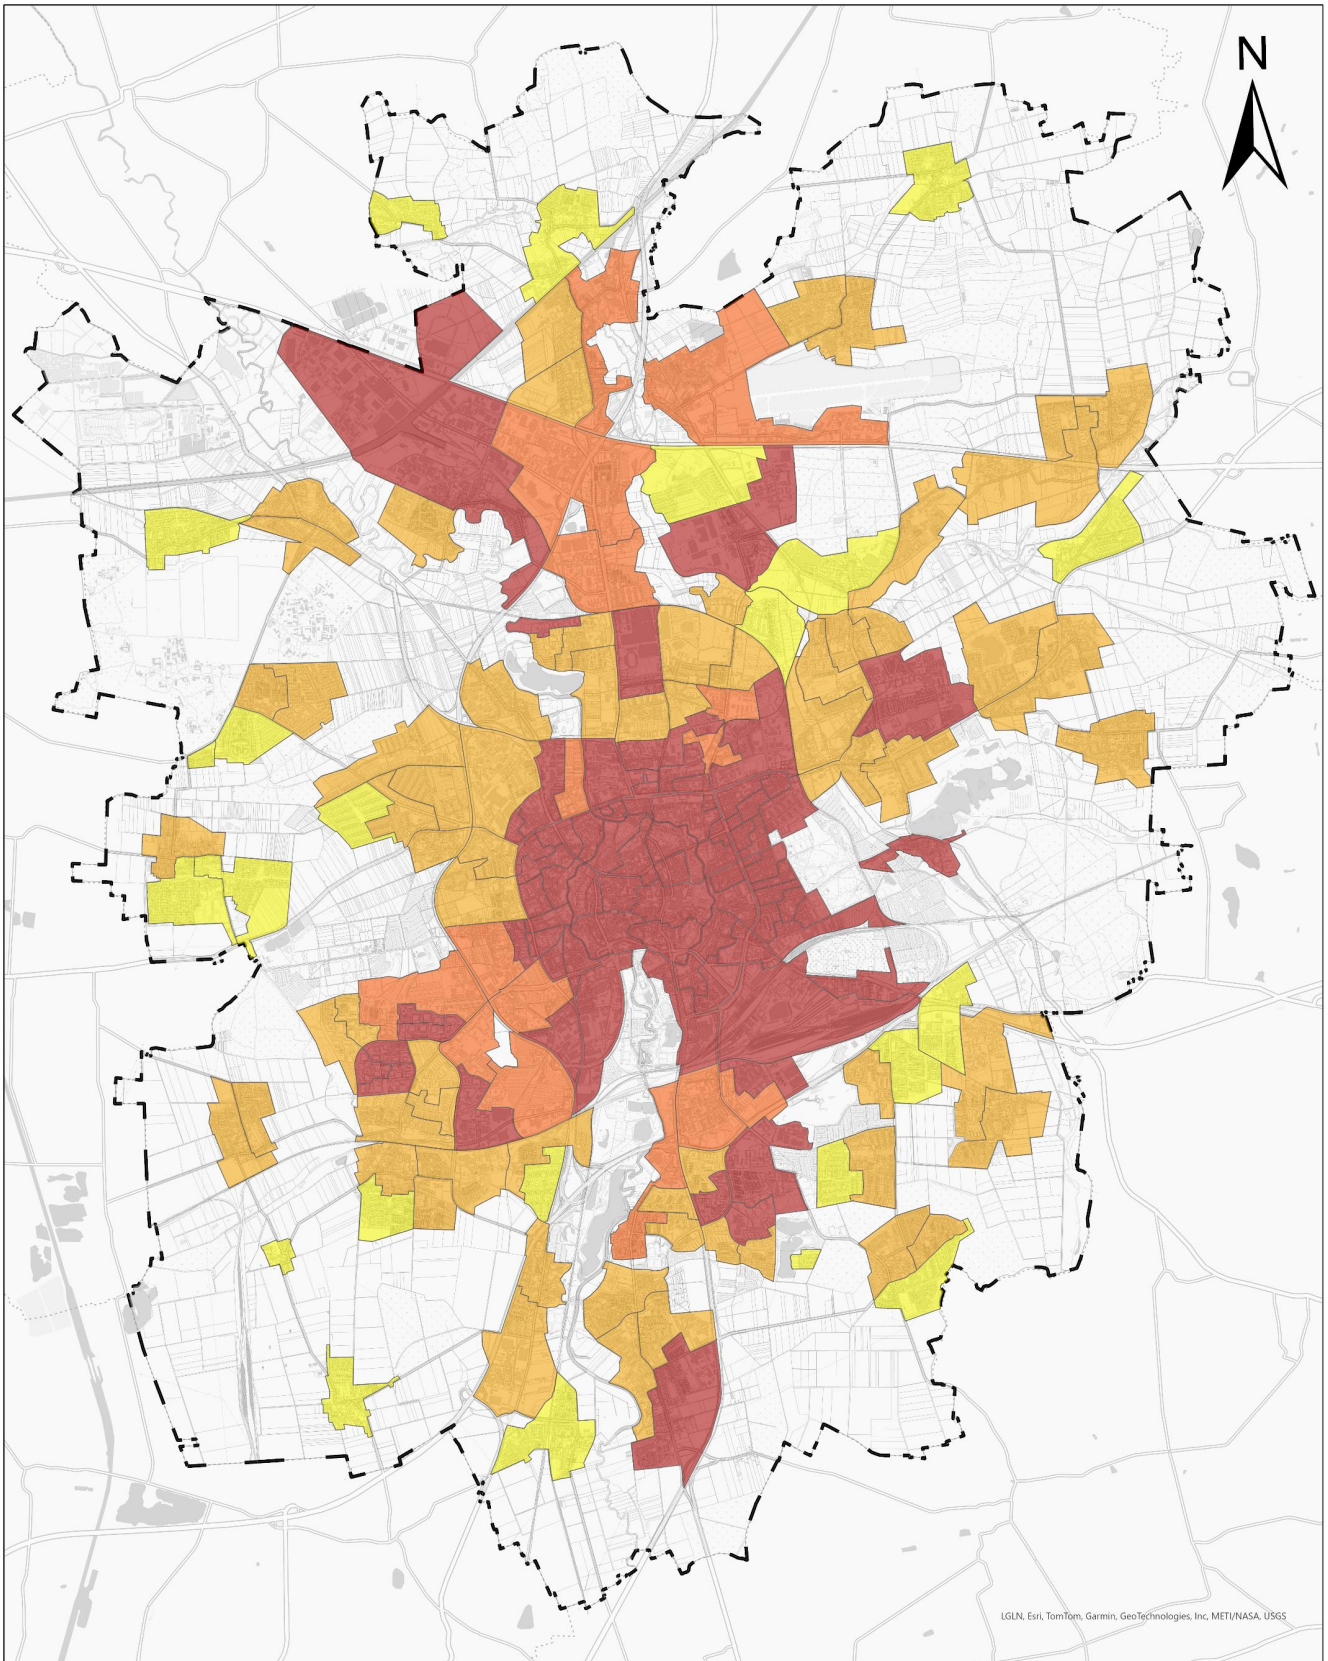 N
LGLN, Esri, TomTom, Garmin, GeoTechnologies, Inc, METI/NASA, USGS